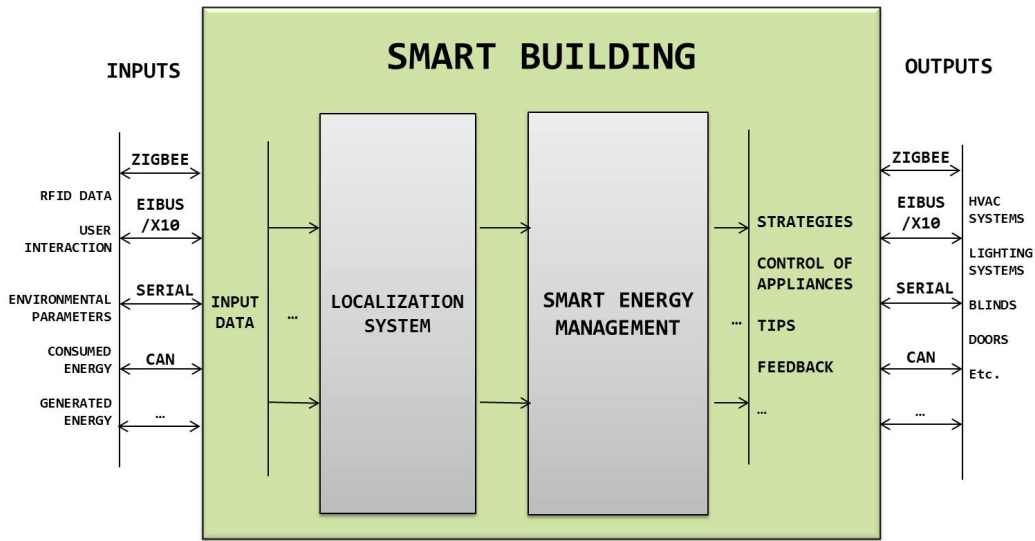 SMART BUILDING
INPUTS
ZIGBEE
RFID DATA
EIBUS
/X10
USER
INTERACTION
SERIAL
ENVIRONMENTAL
PARAMETERS
CONSUMED
ENERGY
CAN
GENERATED
ENERGY
…
INPUT
DATA
…
LOCALIZATION
SYSTEM
SMART ENERGY
MANAGEMENT
…
STRATEGIES
CONTROL OF
APPLIANCES
TIPS
FEEDBACK
…
OUTPUTS
ZIGBEE
EIBUS
/X10
SERIAL
CAN
…
HVAC
SYSTEMS
LIGHTING
SYSTEMS
BLINDS
DOORS
Etc.